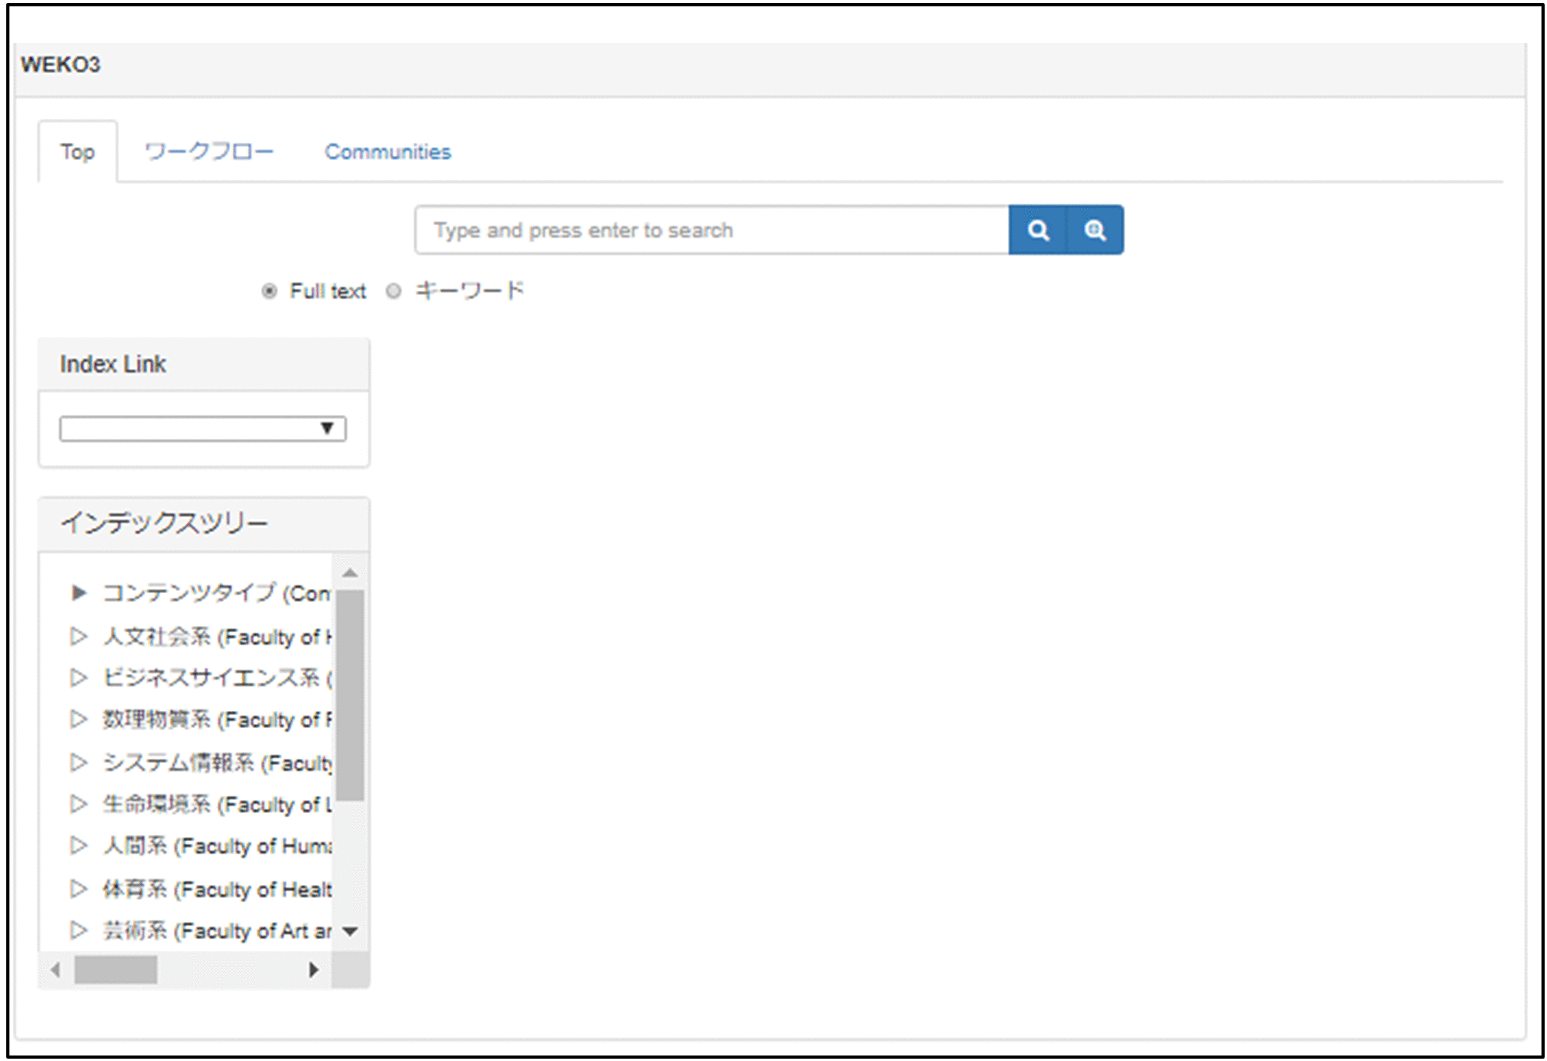 WEKO3
Top ワークフロー Communities
Type and press enter to search
Full text キーワード
Index Link
インデックスツリー
コンテンツタイプ (Con
人文社会系 (Faculty of
ビジネスサイエンス系 (
数理物質系 (Faculty of
システム情報系 (Faculty
生命環境系 (Faculty of L
人間系 (Faculty of Huma
体育系 (Faculty of Healt
芸術系 (Faculty of Art ar